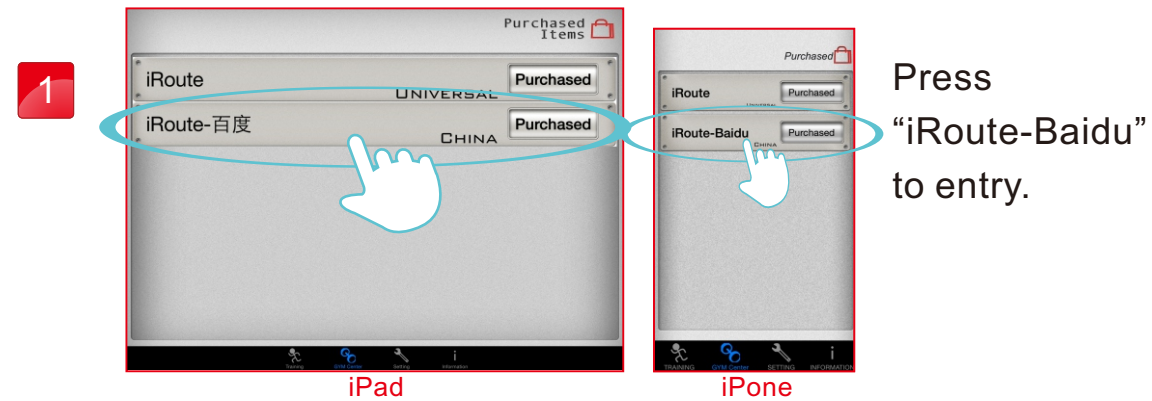 1
Purchased
Items
iRoute
UNIVERSAL
Purchased
iRoute-百度
CHINA
Purchased
Training
GYM Center
Setting
Information
iPad
Purchased
iRoute
UNIVERSAL
Purchased
iRoute-Baidu
CHINA
Purchased
TRAINING
GYM Center
SETTING
INFORMATION
iPone
Press
“iRoute-Baidu”
to entry.